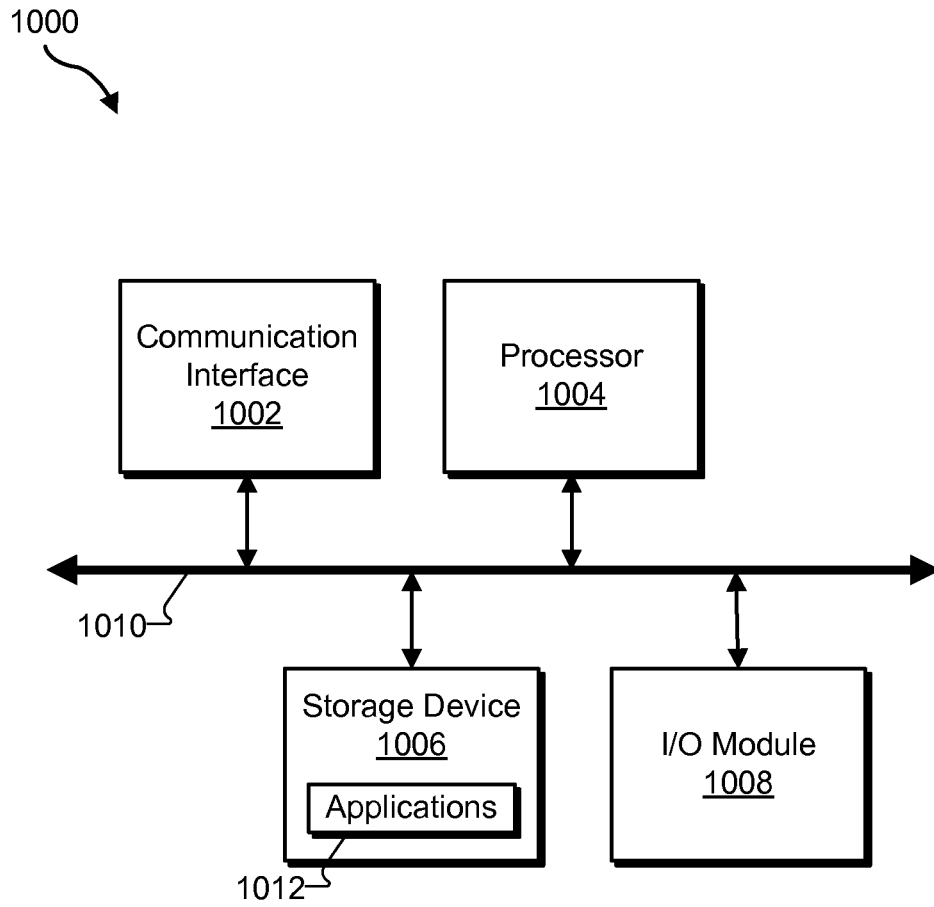 1000
Communication
Interface
1002
Processor
1004
1010
Storage Device
1006
Applications
1012
I/O Module
1008